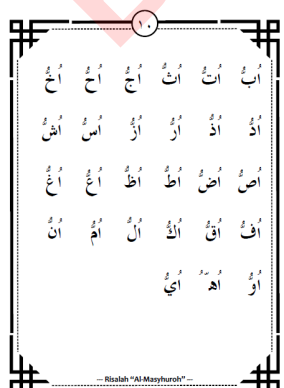 ١٠
اُبُّ اُتُّ اُثُّ اُجُّ اُحُّ اُخُّ
اُدُّ اُذُّ اُرُّ اُزُّ اُسُّ اُشُّ
اُصُّ اُضُّ اُطُّ اُظُّ اُعُّ اُغُّ
اُفُّ اُقُّ اُكُّ اُلُّ اُمُّ اُنُّ
اُوُّ اُهُّ اُيُّ
--- Risalah “Al-Masyhuroh” ---